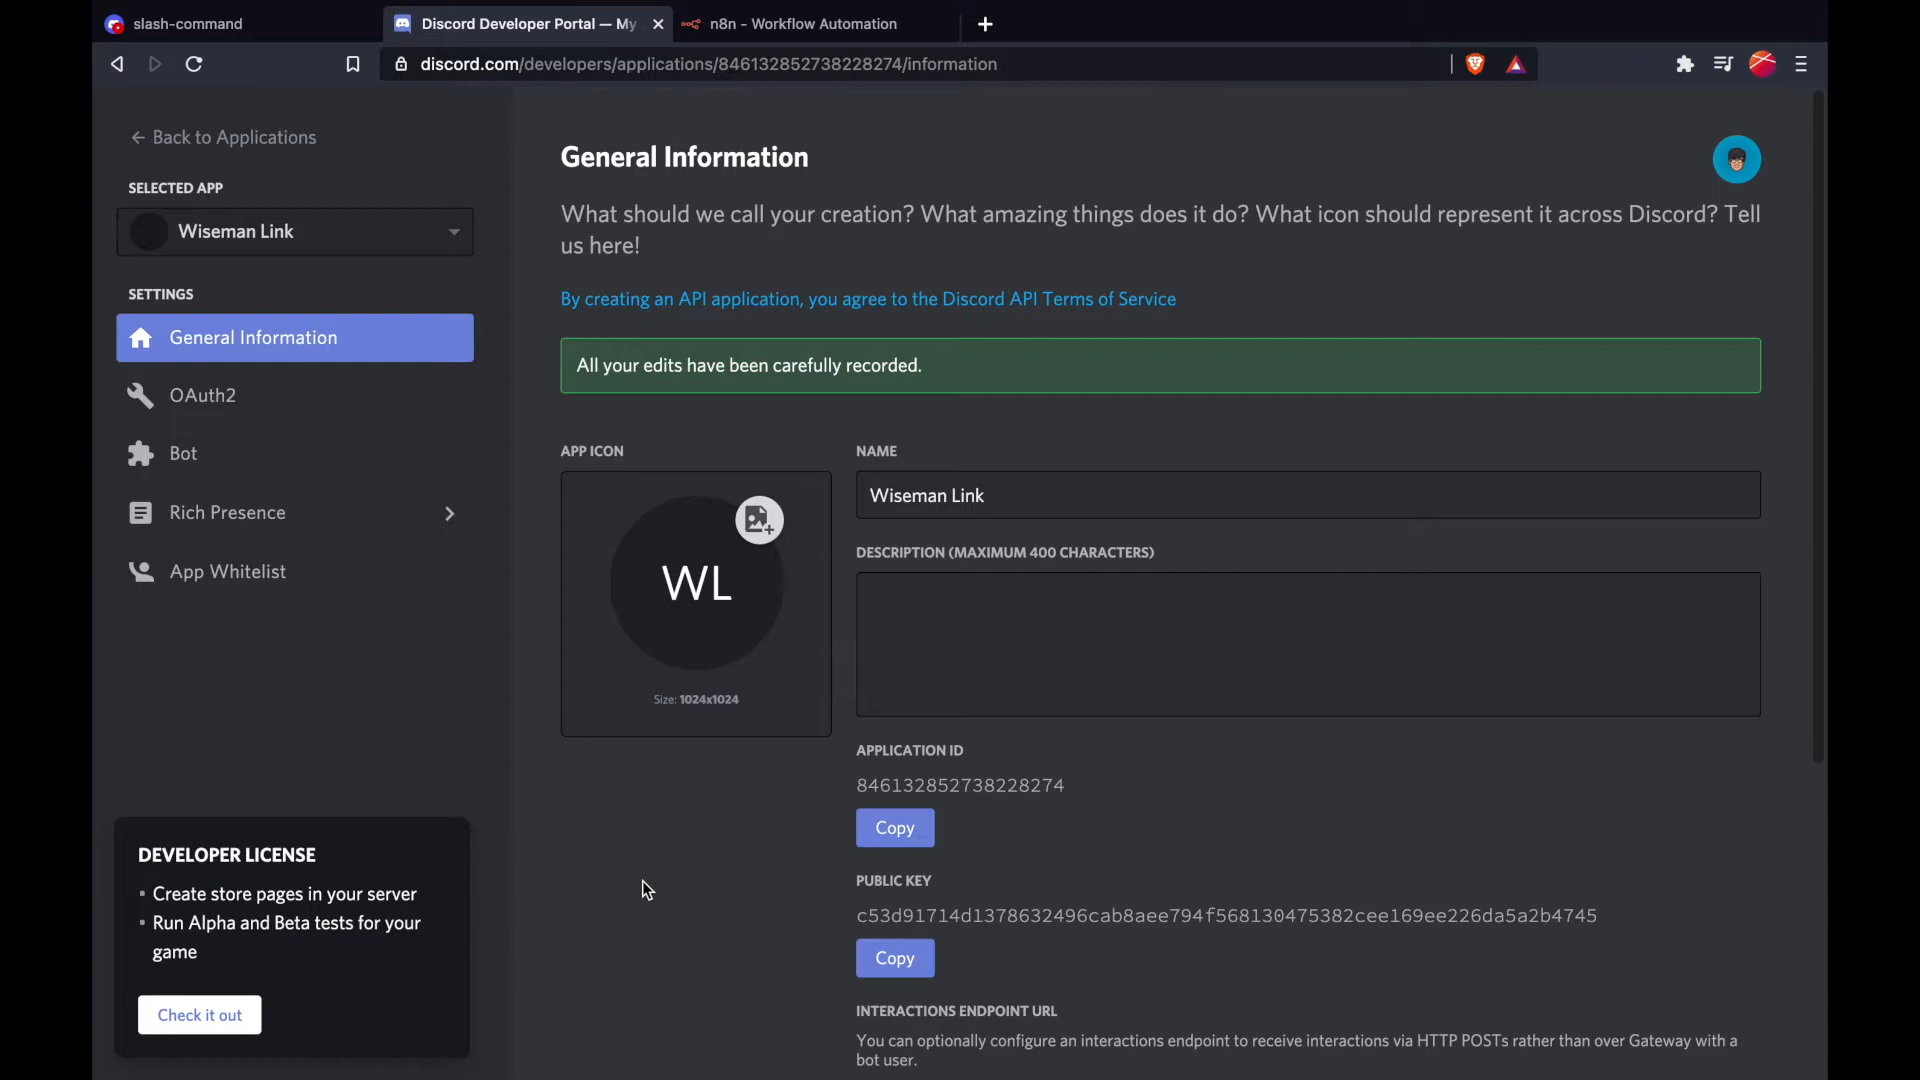 slash-command
Discord Developer Portal — My
n8n - Workflow Automation
discord.com/developers/applications/846132852738228274/information
← Back to Applications
SELECTED APP
Wiseman Link
SETTINGS
General Information
OAuth2
Bot
Rich Presence
App Whitelist
DEVELOPER LICENSE
• Create store pages in your server
• Run Alpha and Beta tests for your
game
Check it out
General Information
What should we call your creation? What amazing things does it do? What icon should represent it across Discord? Tell
us here!
By creating an API application, you agree to the Discord API Terms of Service
All your edits have been carefully recorded.
APP ICON
WL
Size: 1024x1024
NAME
Wiseman Link
DESCRIPTION (MAXIMUM 400 CHARACTERS)
APPLICATION ID
846132852738228274
Copy
PUBLIC KEY
c53d91714d1378632496cab8aee794f568130475382cee169ee226da5a2b4745
Copy
INTERACTIONS ENDPOINT URL
You can optionally configure an interactions endpoint to receive interactions via HTTP POSTs rather than over Gateway with a
bot user.